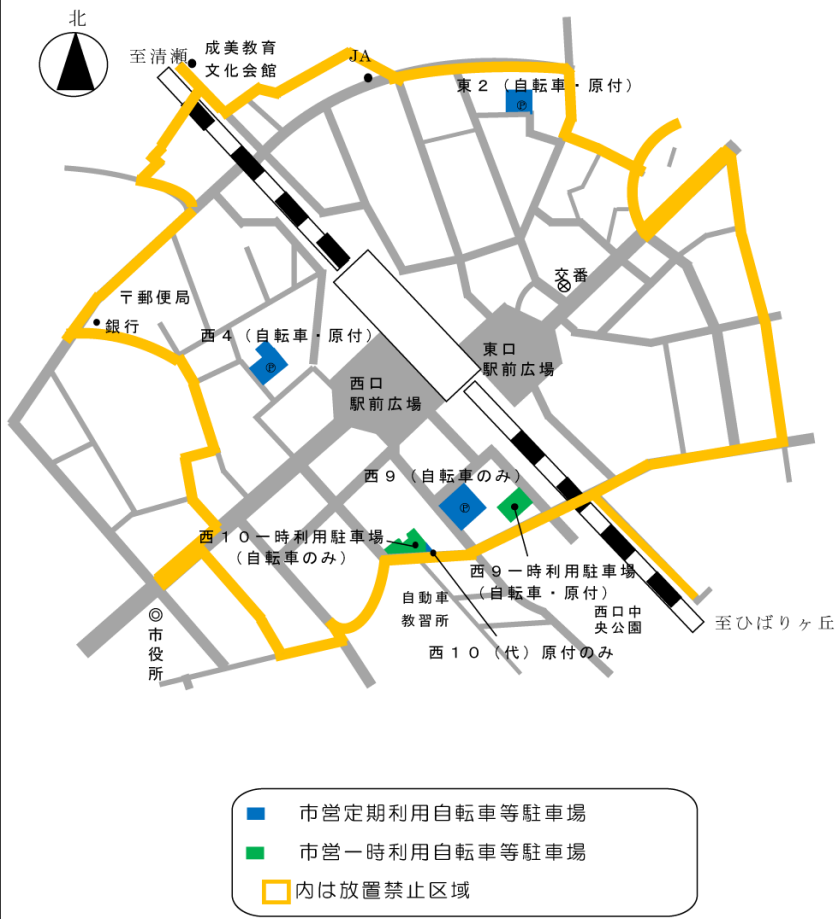 北
至清瀬
成美教育
文化会館
JA
東2（自転車・原付）
Ⓟ
交番
〒郵便局
銀行
西4（自転車・原付）
Ⓟ
東口
駅前広場
西口
駅前広場
西9（自転車のみ）
Ⓟ
西10一時利用駐車場
（自転車のみ）
西9一時利用駐車場
（自転車・原付）
自動車
教習所
西口中
央公園
至ひばりヶ丘
◎市役所
西10（代）原付のみ
市営定期利用自転車等駐車場
市営一時利用自転車等駐車場
内は放置禁止区域